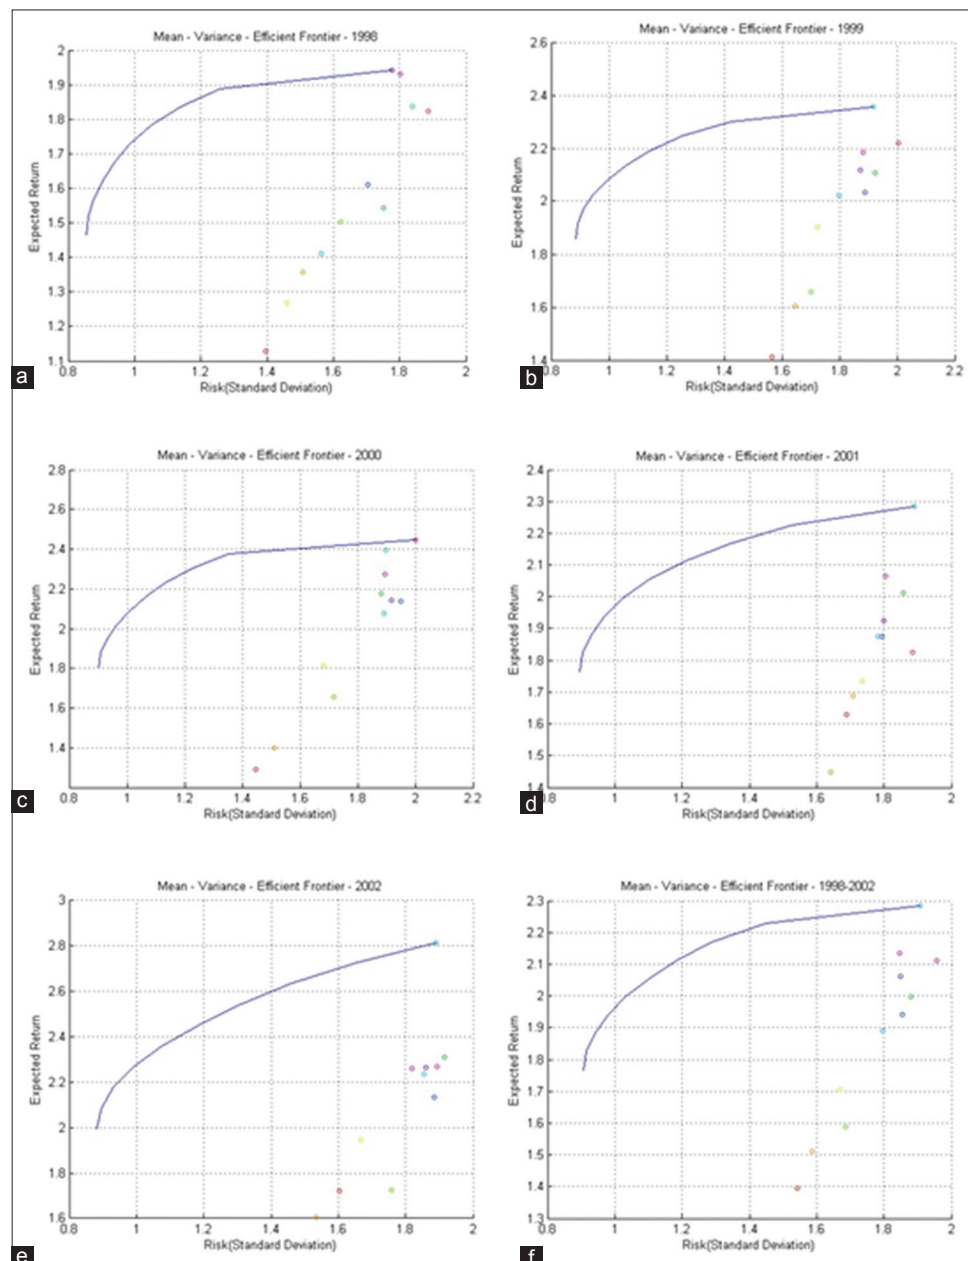 Mean - Variance - Efficient Frontier - 1998
2
1.9
1.8
1.7
1.6
1.5
1.4
1.3
1.2
1.1
Expected Return
0.8 1 1.2 1.4 1.6 1.8 2
Risk(Standard Deviation)
a
Mean - Variance - Efficient Frontier - 1999
2.6
2.4
2.2
2
1.8
1.6
1.4
Expected Return
0.8 1 1.2 1.4 1.6 1.8 2 2.2
Risk(Standard Deviation)
b
Mean - Variance - Efficient Frontier - 2000
2.8
2.6
2.4
2.2
2
1.8
1.6
1.4
Expected Return
0.8 1 1.2 1.4 1.6 1.8 2 2.2
Risk(Standard Deviation)
c
Mean - Variance - Efficient Frontier - 2001
2.4
2.3
2.2
2.1
2
1.9
1.8
1.7
1.6
1.5
1.4
Expected Return
0.8 1 1.2 1.4 1.6 1.8 2
Risk(Standard Deviation)
d
Mean - Variance - Efficient Frontier - 2002
3
2.8
2.6
2.4
2.2
2
1.8
1.6
Expected Return
0.8 1 1.2 1.4 1.6 1.8 2
Risk(Standard Deviation)
e
Mean - Variance - Efficient Frontier - 1998-2002
2.3
2.2
2.1
2
1.9
1.8
1.7
1.6
1.5
1.4
1.3
Expected Return
0.8 1 1.2 1.4 1.6 1.8 2
Risk(Standard Deviation)
f